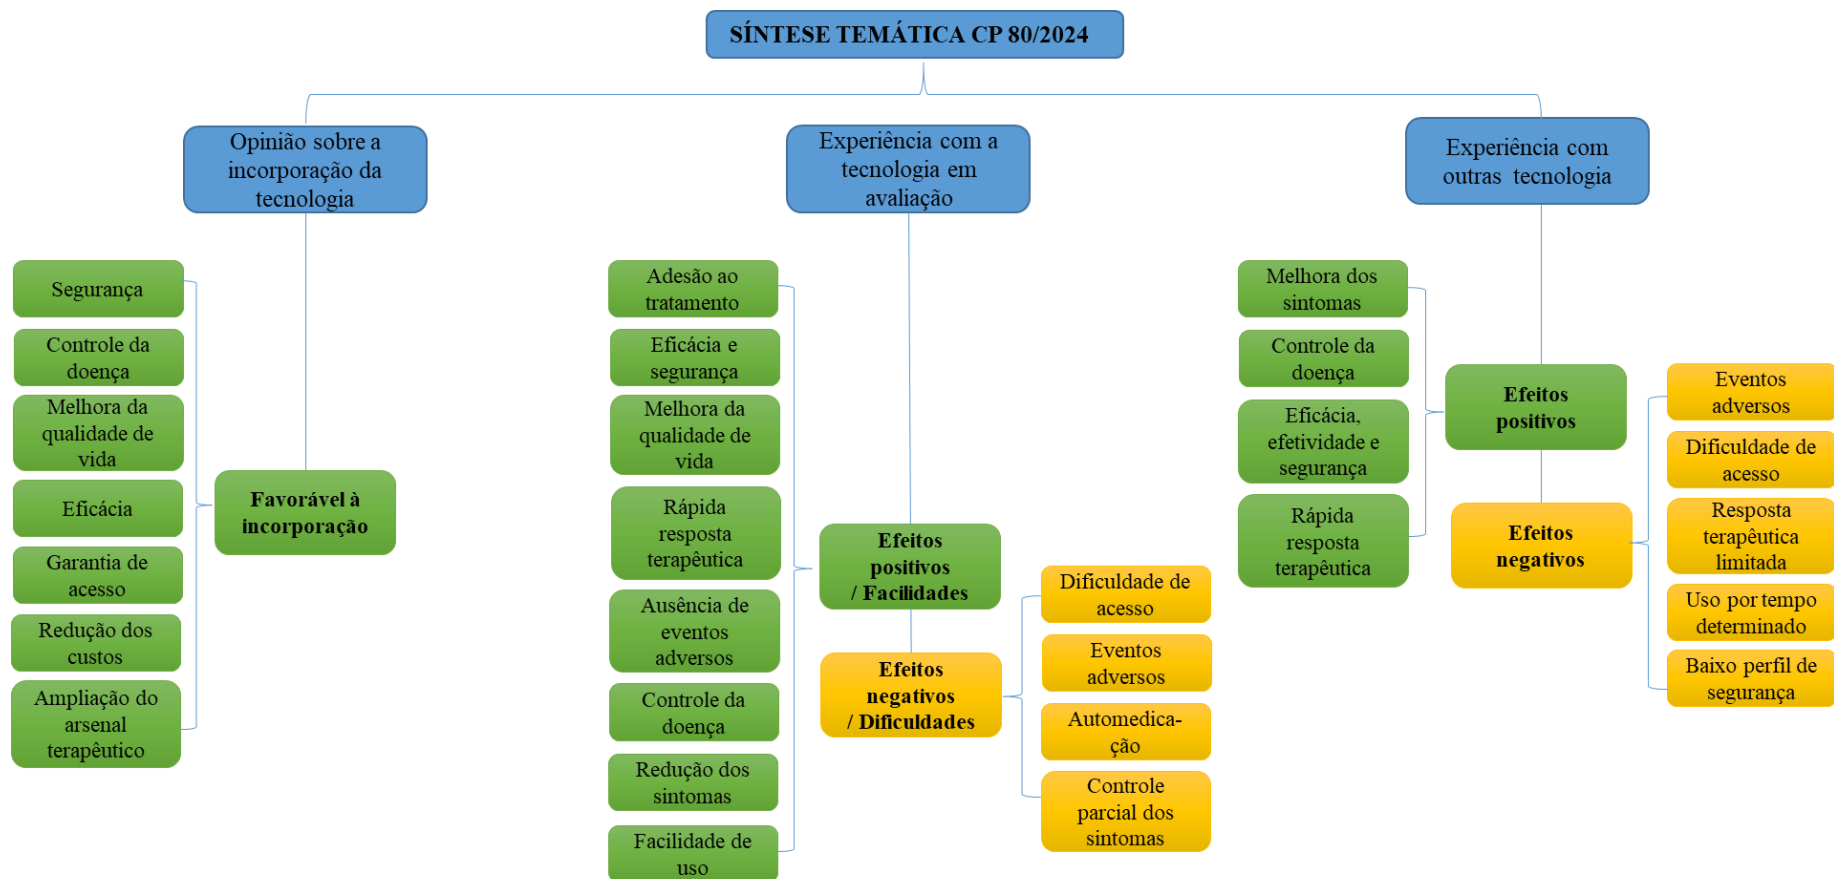 SÍNTESE TEMÁTICA CP 80/2024
Opinião sobre a
incorporação da
tecnologia
Segurança
Controle da
doença
Melhora da
qualidade de
vida
Eficácia
Garantia de
acesso
Redução dos
custos
Ampliação do
arsenal
terapêutico
Favorável à
incorporação
Experiência com a
tecnologia em
avaliação
Adesão ao
tratamento
Eficácia e
segurança
Melhora da
qualidade de
vida
Rápida
resposta
terapêutica
Ausência de
eventos
adversos
Controle da
doença
Redução dos
sintomas
Facilidade de
uso
Efeitos
positivos
/ Facilidades
Efeitos
negativos
/ Dificuldades
Dificuldade de
acesso
Eventos
adversos
Automedica-
ção
Controle
parcial dos
sintomas
Experiência com
outras tecnologia
Melhora dos
sintomas
Controle da
doença
Eficácia,
efetividade e
segurança
Rápida
resposta
terapêutica
Efeitos
positivos
Efeitos
negativos
Eventos
adversos
Dificuldade de
acesso
Resposta
terapêutica
limitada
Uso por tempo
determinado
Baixo perfil de
segurança